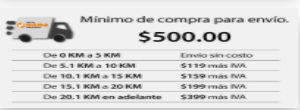 Mínimo de compra para envío.
$500.00
De 0 KM a 5 KM Envío sin costo
De 5.1 KM a 10 KM $119 más IVA
De 10.1 KM a 15 KM $159 más IVA
De 15.1 KM a 20 KM $199 más IVA
De 20.1 KM en adelante $399 más IVA